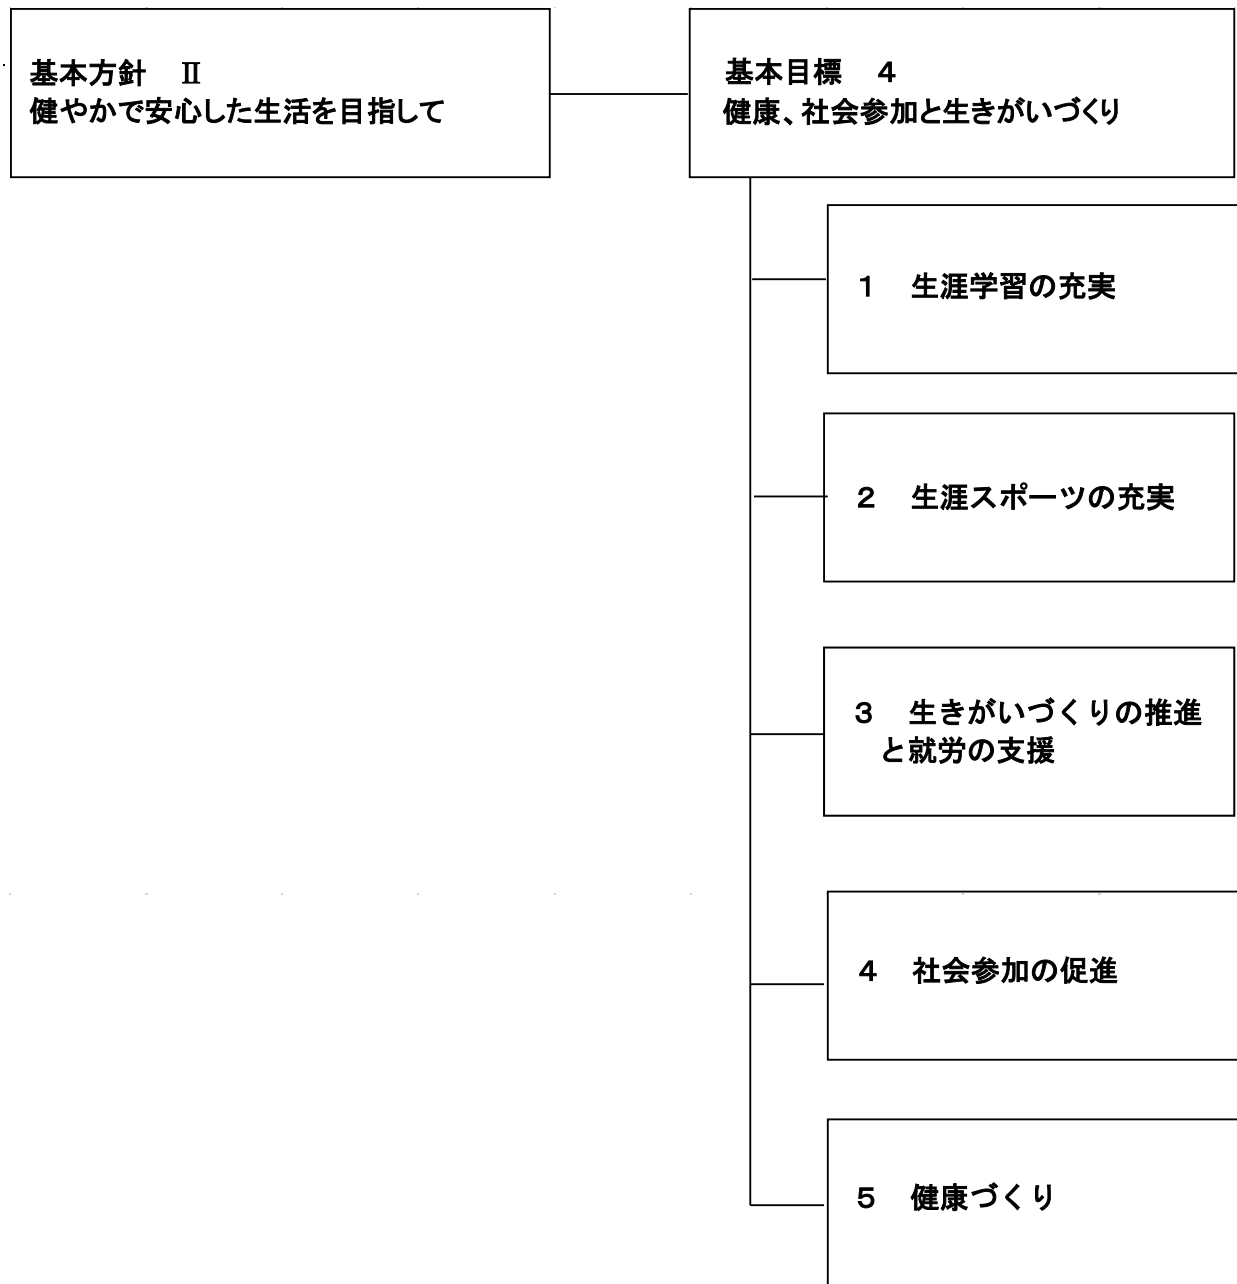 基本方針　Ⅱ
健やかで安心した生活を目指して
基本目標　４
健康、社会参加と生きがいづくり
１　生涯学習の充実
２　生涯スポーツの充実
３　生きがいづくりの推進
と就労の支援
４　社会参加の促進
５　健康づくり